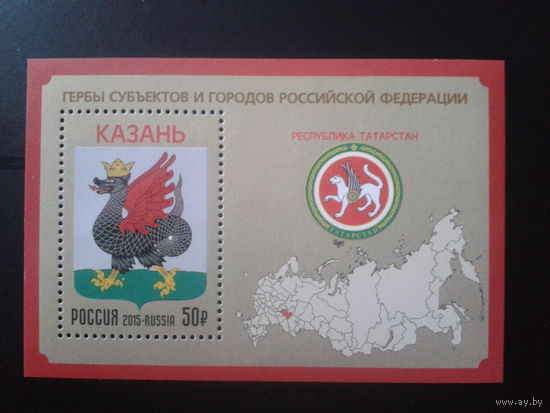 ГЕРБЫ СУБЪЕКТОВ И ГОРОДОВ РОССИЙСКОЙ ФЕДЕРАЦИИ
КАЗАНЬ
РЕСПУБЛИКА ТАТАРСТАН
ТАТАРСТАН
РОССИЯ 2015·RUSSIA 50₽
© www.ay.by